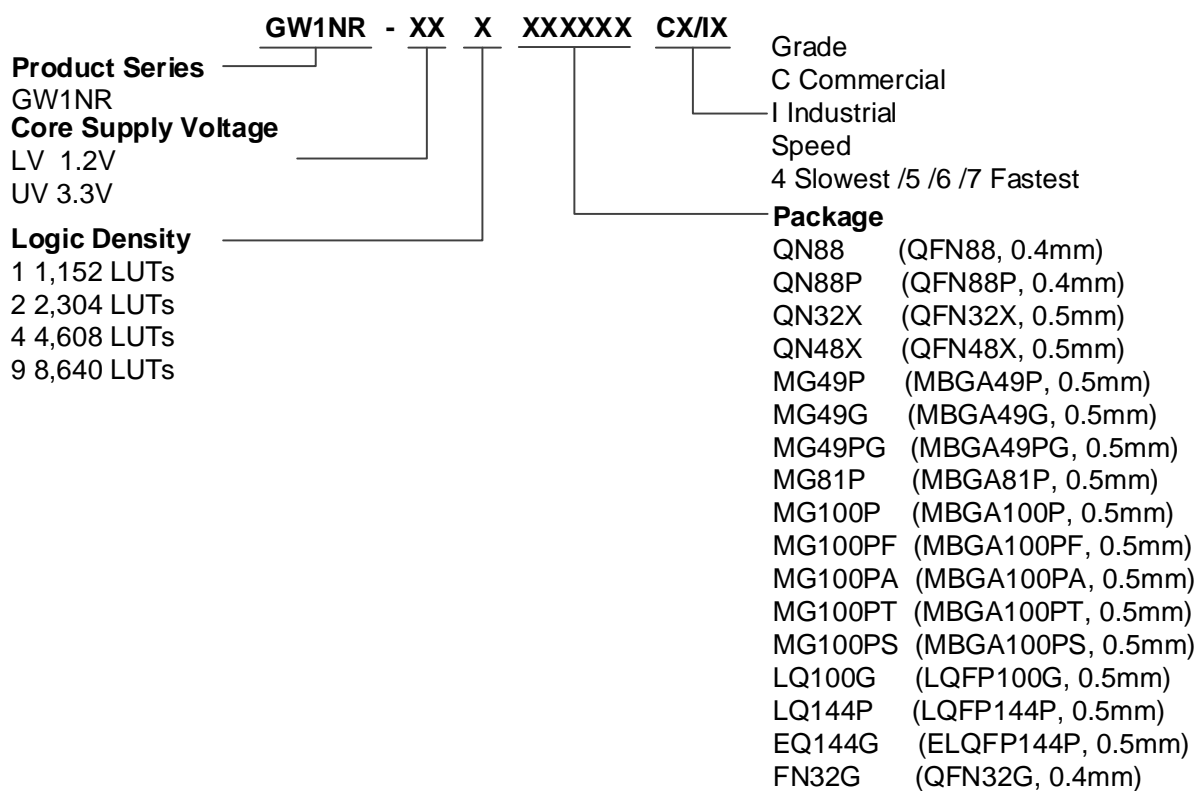 GW1NR - XX X XXXXXX CX/IX
Product Series
GW1NR
Core Supply Voltage
LV 1.2V
UV 3.3V
Logic Density
1 1,152 LUTs
2 2,304 LUTs
4 4,608 LUTs
9 8,640 LUTs
Grade
C Commercial
I Industrial
Speed
4 Slowest /5 /6 /7 Fastest
Package
QN88 (QFN88, 0.4mm)
QN88P (QFN88P, 0.4mm)
QN32X (QFN32X, 0.5mm)
QN48X (QFN48X, 0.5mm)
MG49P (MBGA49P, 0.5mm)
MG49G (MBGA49G, 0.5mm)
MG49PG (MBGA49PG, 0.5mm)
MG81P (MBGA81P, 0.5mm)
MG100P (MBGA100P, 0.5mm)
MG100PF (MBGA100PF, 0.5mm)
MG100PA (MBGA100PA, 0.5mm)
MG100PT (MBGA100PT, 0.5mm)
MG100PS (MBGA100PS, 0.5mm)
LQ100G (LQFP100G, 0.5mm)
LQ144P (LQFP144P, 0.5mm)
EQ144G (ELQFP144P, 0.5mm)
FN32G (QFN32G, 0.4mm)